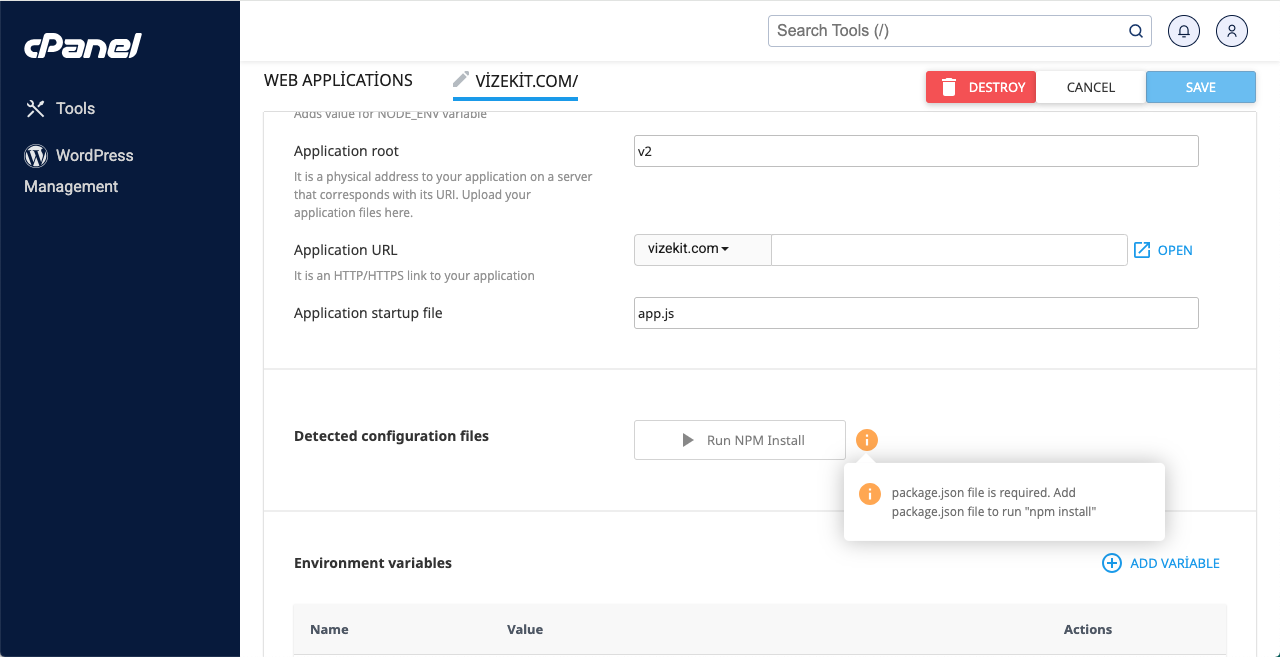 cPanel
Search Tools (/)
Tools
WordPress
Management
WEB APPLİCATİONS
VİZEKİT.COM/
DESTROY
CANCEL
SAVE
Adds value for NODE_ENV variable
Application root
v2
It is a physical address to your application on a server
that corresponds with its URI. Upload your
application files here.
Application URL
vizekit.com
OPEN
It is an HTTP/HTTPS link to your application
Application startup file
app.js
Detected configuration files
Run NPM Install
package.json file is required. Add
package.json file to run "npm install"
Environment variables
ADD VARİABLE
Name
Value
Actions